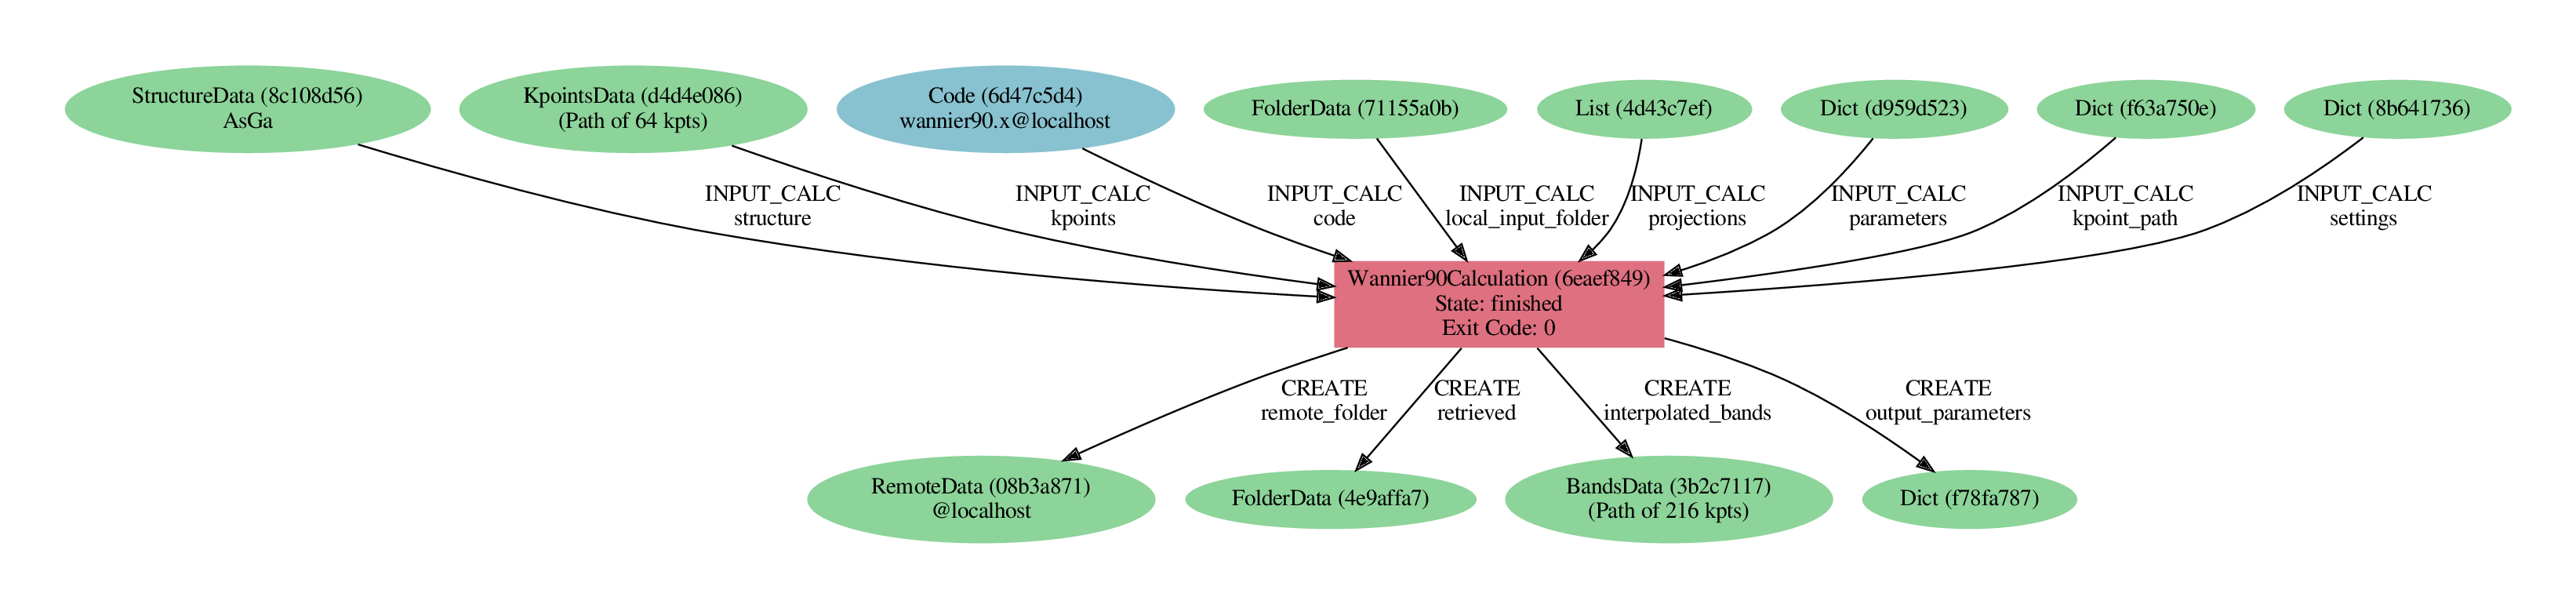 StructureData (8c108d56)
AsGa
KpointsData (d4d4e086)
(Path of 64 kpts)
Code (6d47c5d4)
wannier90.x@localhost
FolderData (71155a0b)
List (4d43c7ef)
Dict (d959d523)
Dict (f63a750e)
Dict (8b641736)
INPUT_CALC
structure
INPUT_CALC
kpoints
INPUT_CALC
code
INPUT_CALC
local_input_folder
INPUT_CALC
projections
INPUT_CALC
parameters
INPUT_CALC
kpoint_path
INPUT_CALC
settings
Wannier90Calculation (6eaef849)
State: finished
Exit Code: 0
CREATE
remote_folder
CREATE
retrieved
CREATE
interpolated_bands
CREATE
output_parameters
RemoteData (08b3a871)
@localhost
FolderData (4e9affa7)
BandsData (3b2c7117)
(Path of 216 kpts)
Dict (f78fa787)